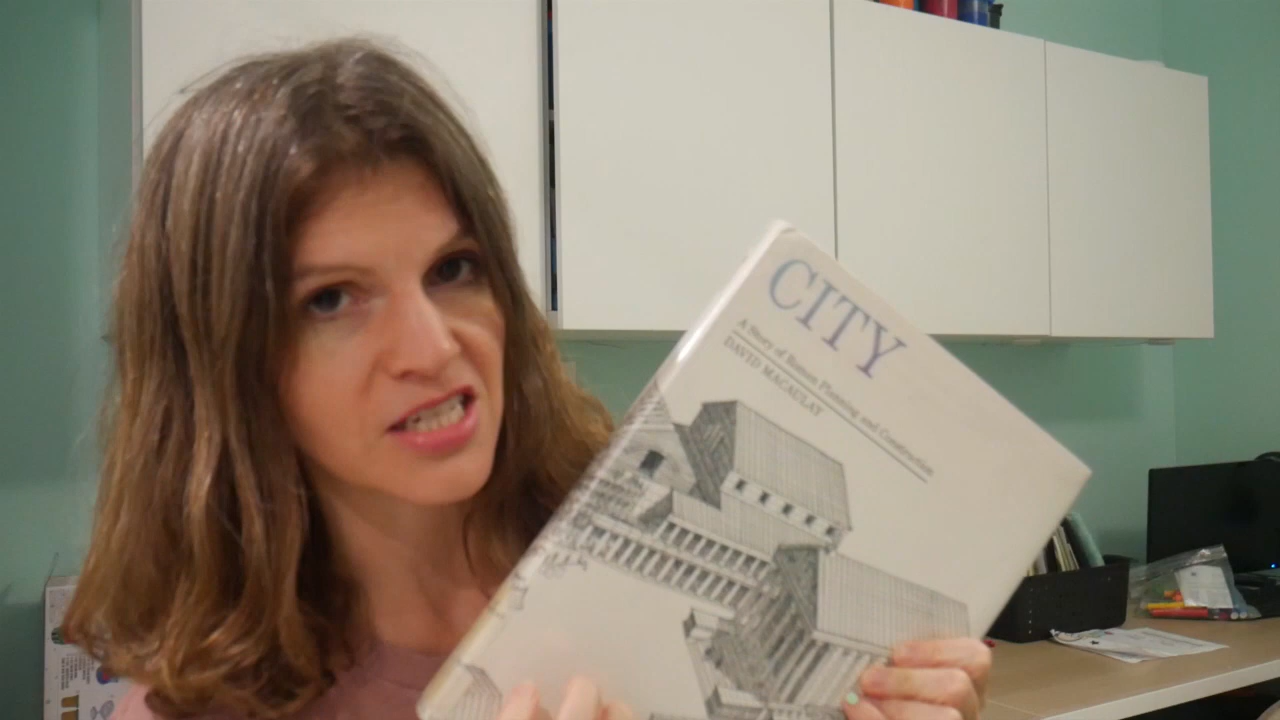 CITY
A Story of Roman Planning and Construction
DAVID MACAULAY